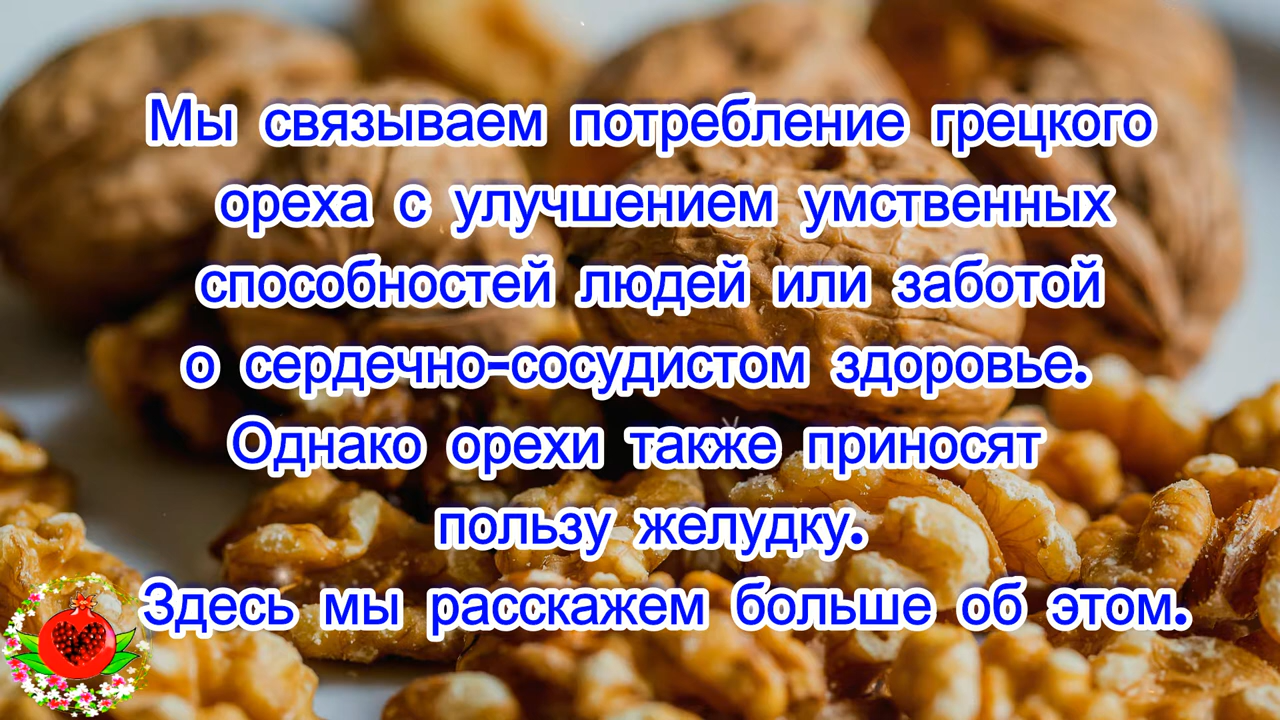 Мы связываем потребление грецкого
ореха с улучшением умственных
способностей людей или заботой
о сердечно-сосудистом здоровье.
Однако орехи также приносят
пользу желудку.
Здесь мы расскажем больше об этом.